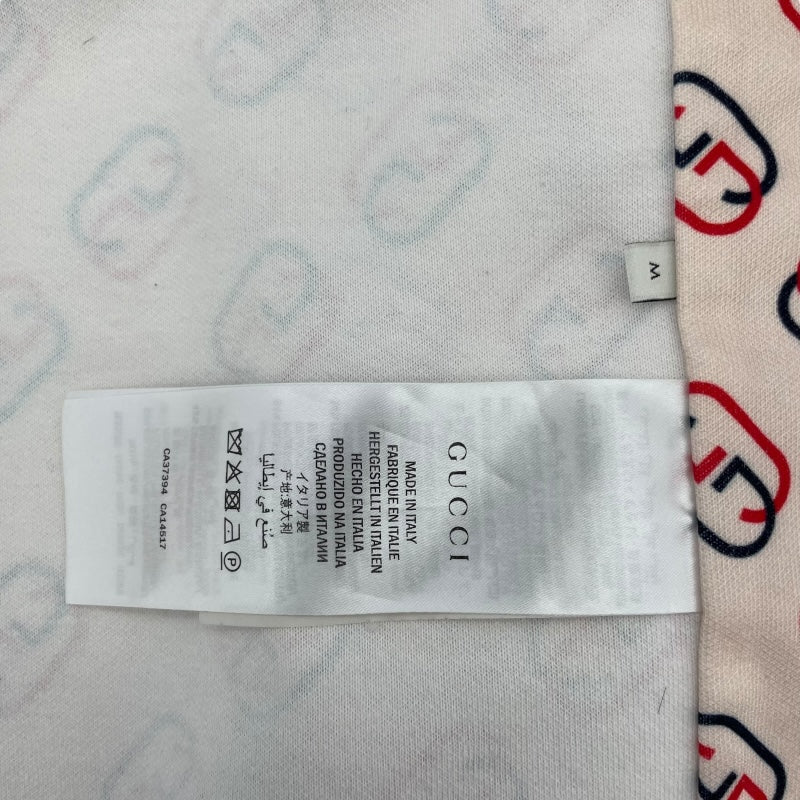 GUCCI
MADE IN ITALY
FABRIQUE EN ITALIE
HERGESTELLT IN ITALIEN
HECHO EN ITALIA
PRODUZIDO NA ITALIA
СДЕЛАНО В ИТАЛИИ
イタリア製
产地:意大利
صنع في إيطاليا
P
CA37394 CA14517
M